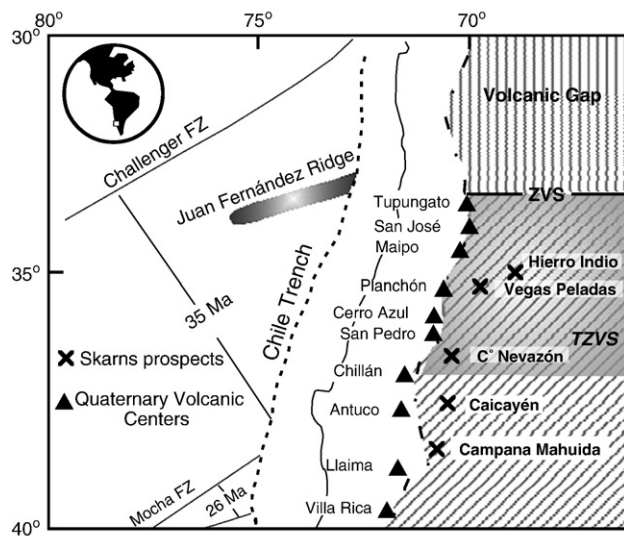 80°
75°
70°
30°
Volcanic Gap
Challenger FZ
Juan Fernández Ridge
ZVS
Tupungato
San José
Maipo
Hierro Indio
35°
Planchón
Vegas Peladas
35 Ma
Chile Trench
Cerro Azul
San Pedro
TZVS
Skarns prospects
C° Nevazón
Chillán
Quaternary Volcanic
Centers
Antuco
Caicayén
Campana Mahuida
Llaima
Mocha FZ
26 Ma
Villa Rica
40°